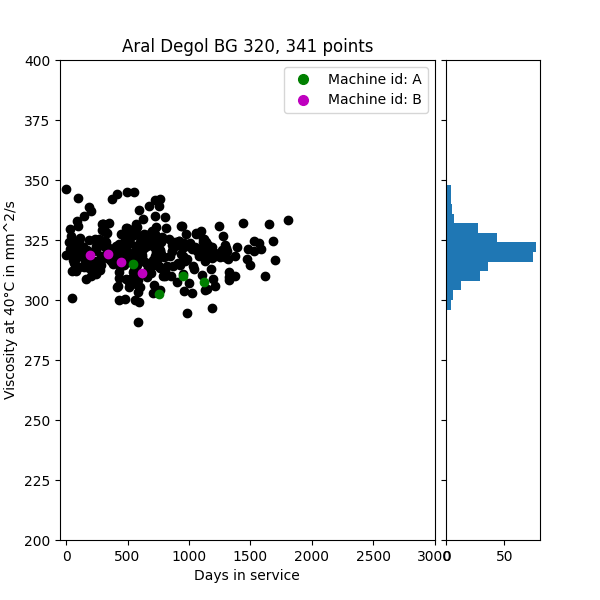 Aral Degol BG 320, 341 points
Machine id: A
Machine id: B
Viscosity at 40°C in mm^2/s
400
375
350
325
300
275
250
225
200
0 500 1000 1500 2000 2500 3000
0 50
Days in service